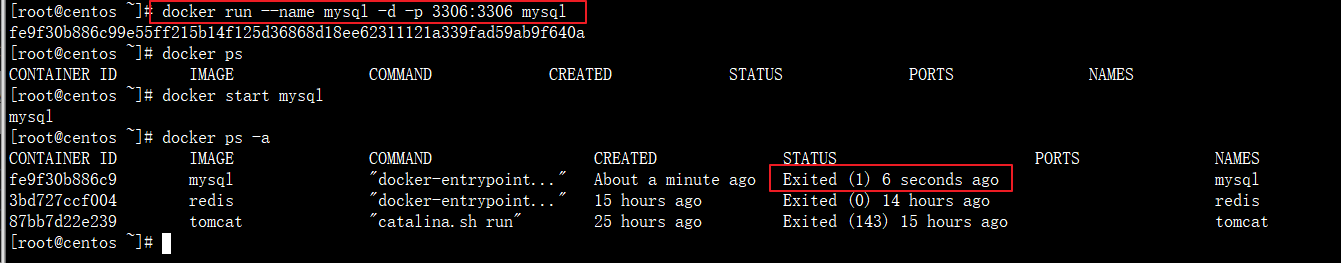 [root@centos ~]# docker run --name mysql -d -p 3306:3306 mysql
fe9f30b886c99e55ff215b14f125d36868d18ee62311121a339fad59ab9f640a
[root@centos ~]# docker ps
CONTAINER ID IMAGE COMMAND CREATED STATUS PORTS NAMES
[root@centos ~]# docker start mysql
mysql
[root@centos ~]# docker ps -a
CONTAINER ID IMAGE COMMAND CREATED STATUS PORTS NAMES
fe9f30b886c9 mysql "docker-entrypoint..." About a minute ago Exited (1) 6 seconds ago mysql
3bd727ccf004 redis "docker-entrypoint..." 15 hours ago Exited (0) 14 hours ago redis
87bb7d22e239 tomcat "catalina.sh run" 25 hours ago Exited (143) 15 hours ago tomcat
[root@centos ~]#